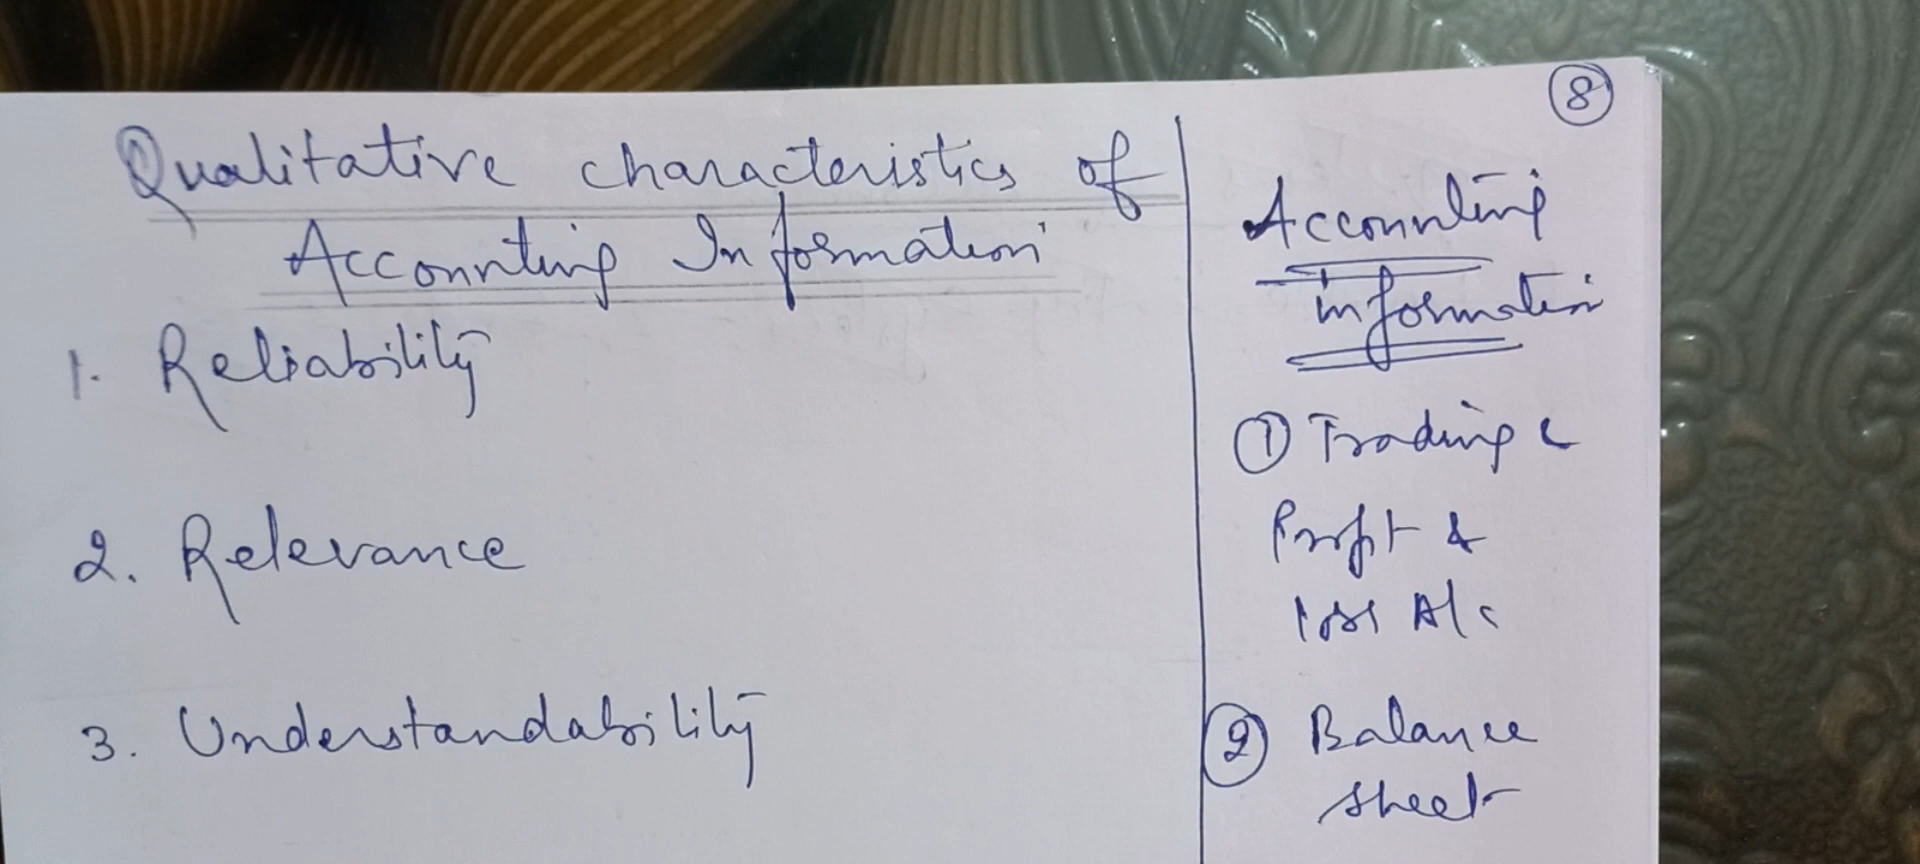 Qualitative characteristics of
Accounting Information
1. Reliability
2. Relevance
3. Understandability
8
Accounting
information
1 Trading &
Profit &
loss A/c
2 Balance
sheet